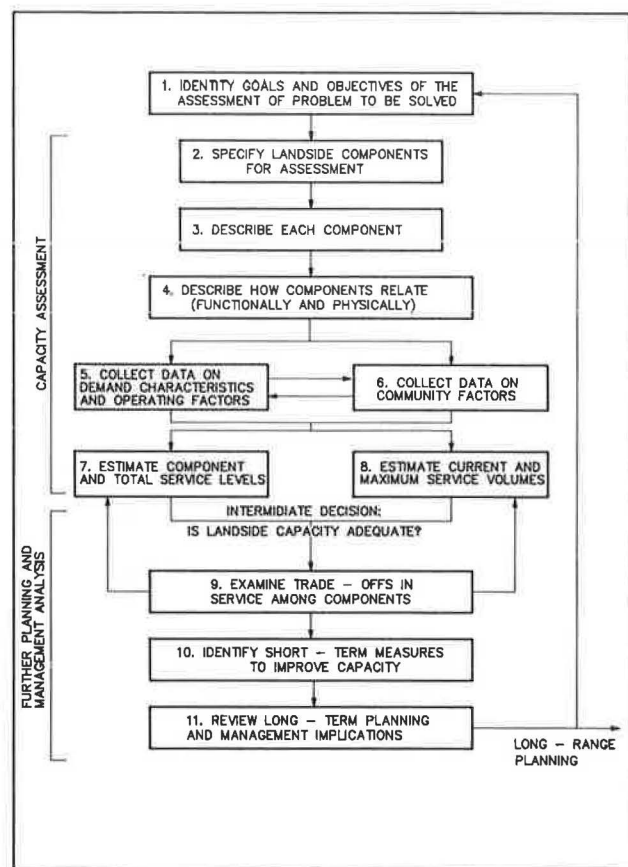 1. IDENTITY GOALS AND OBJECTIVES OF THE
ASSESSMENT OF PROBLEM TO BE SOLVED
CAPACITY ASSESSMENT
2. SPECIFY LANDSIDE COMPONENTS
FOR ASSESSMENT
3. DESCRIBE EACH COMPONENT
4. DESCRIBE HOW COMPONENTS RELATE
(FUNCTIONALLY AND PHYSICALLY)
5. COLLECT DATA ON
DEMAND CHARACTERISTICS
AND OPERATING FACTORS
6. COLLECT DATA ON
COMMUNITY FACTORS
7. ESTIMATE COMPONENT
AND TOTAL SERVICE LEVELS
8. ESTIMATE CURRENT AND
MAXIMUM SERVICE VOLUMES
INTERMIDIATE DECISION:
IS LANDSIDE CAPACITY ADEQUATE?
FURTHER PLANNING AND
MANAGEMENT ANALYSIS
9. EXAMINE TRADE – OFFS IN
SERVICE AMONG COMPONENTS
10. IDENTIFY SHORT – TERM MEASURES
TO IMPROVE CAPACITY
11. REVIEW LONG – TERM PLANNING
AND MANAGEMENT IMPLICATIONS
LONG – RANGE
PLANNING